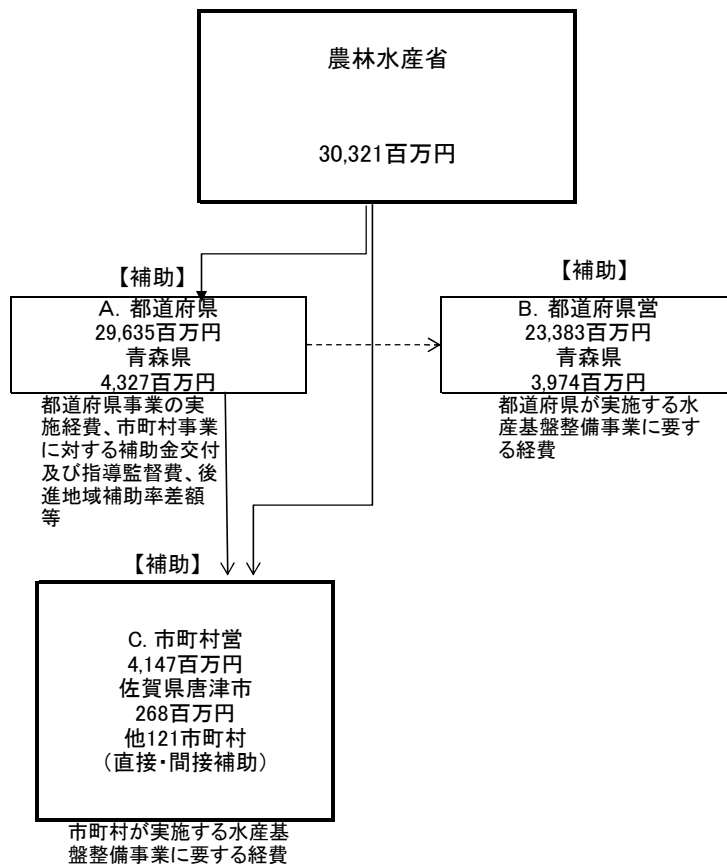 農林水産省
30,321百万円
【補助】
A. 都道府県
29,635百万円
青森県
4,327百万円
都道府県事業の実
施経費、市町村事業
に対する補助金交付
及び指導監督費、後
進地域補助率差額
等
【補助】
B. 都道府県営
23,383百万円
青森県
3,974百万円
都道府県が実施する水
産基盤整備事業に要す
る経費
【補助】
C. 市町村営
4,147百万円
佐賀県唐津市
268百万円
他121市町村
（直接・間接補助）
市町村が実施する水産基
盤整備事業に要する経費